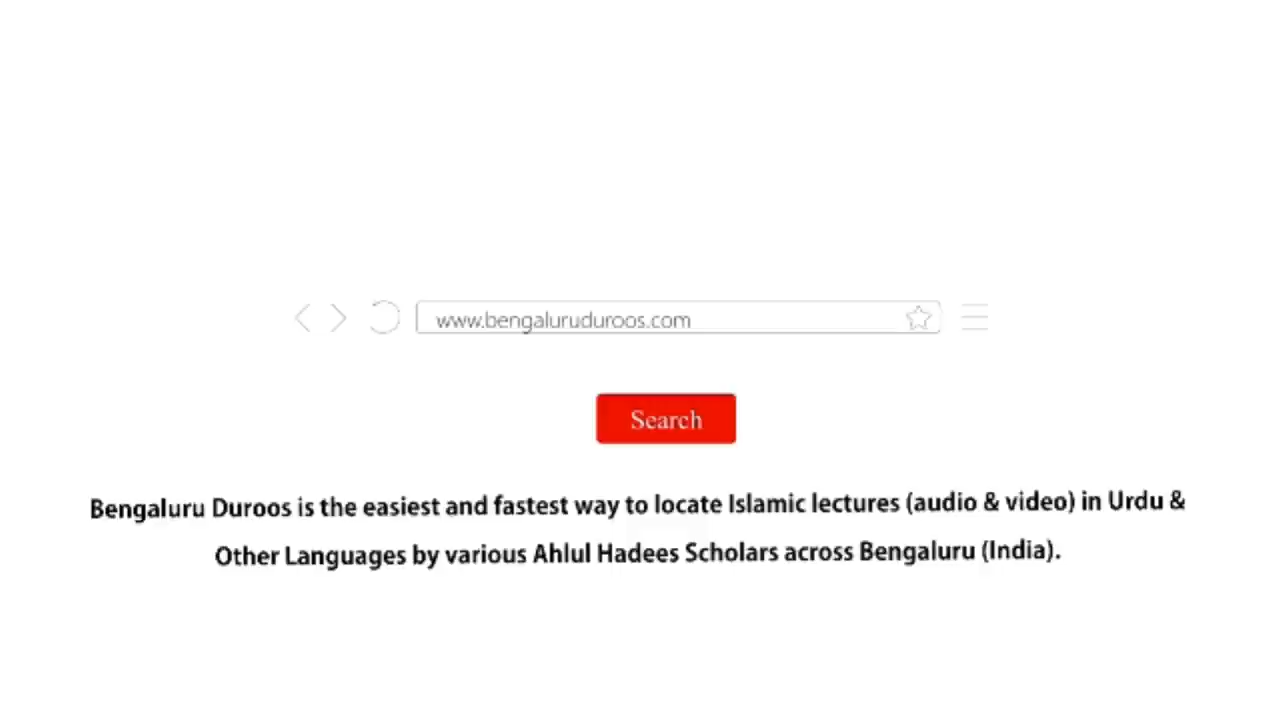 www.bengaluruduroos.com
Search
Bengaluru Duroos is the easiest and fastest way to locate Islamic lectures (audio & video) in Urdu &
Other Languages by various Ahlul Hadees Scholars across Bengaluru (India).